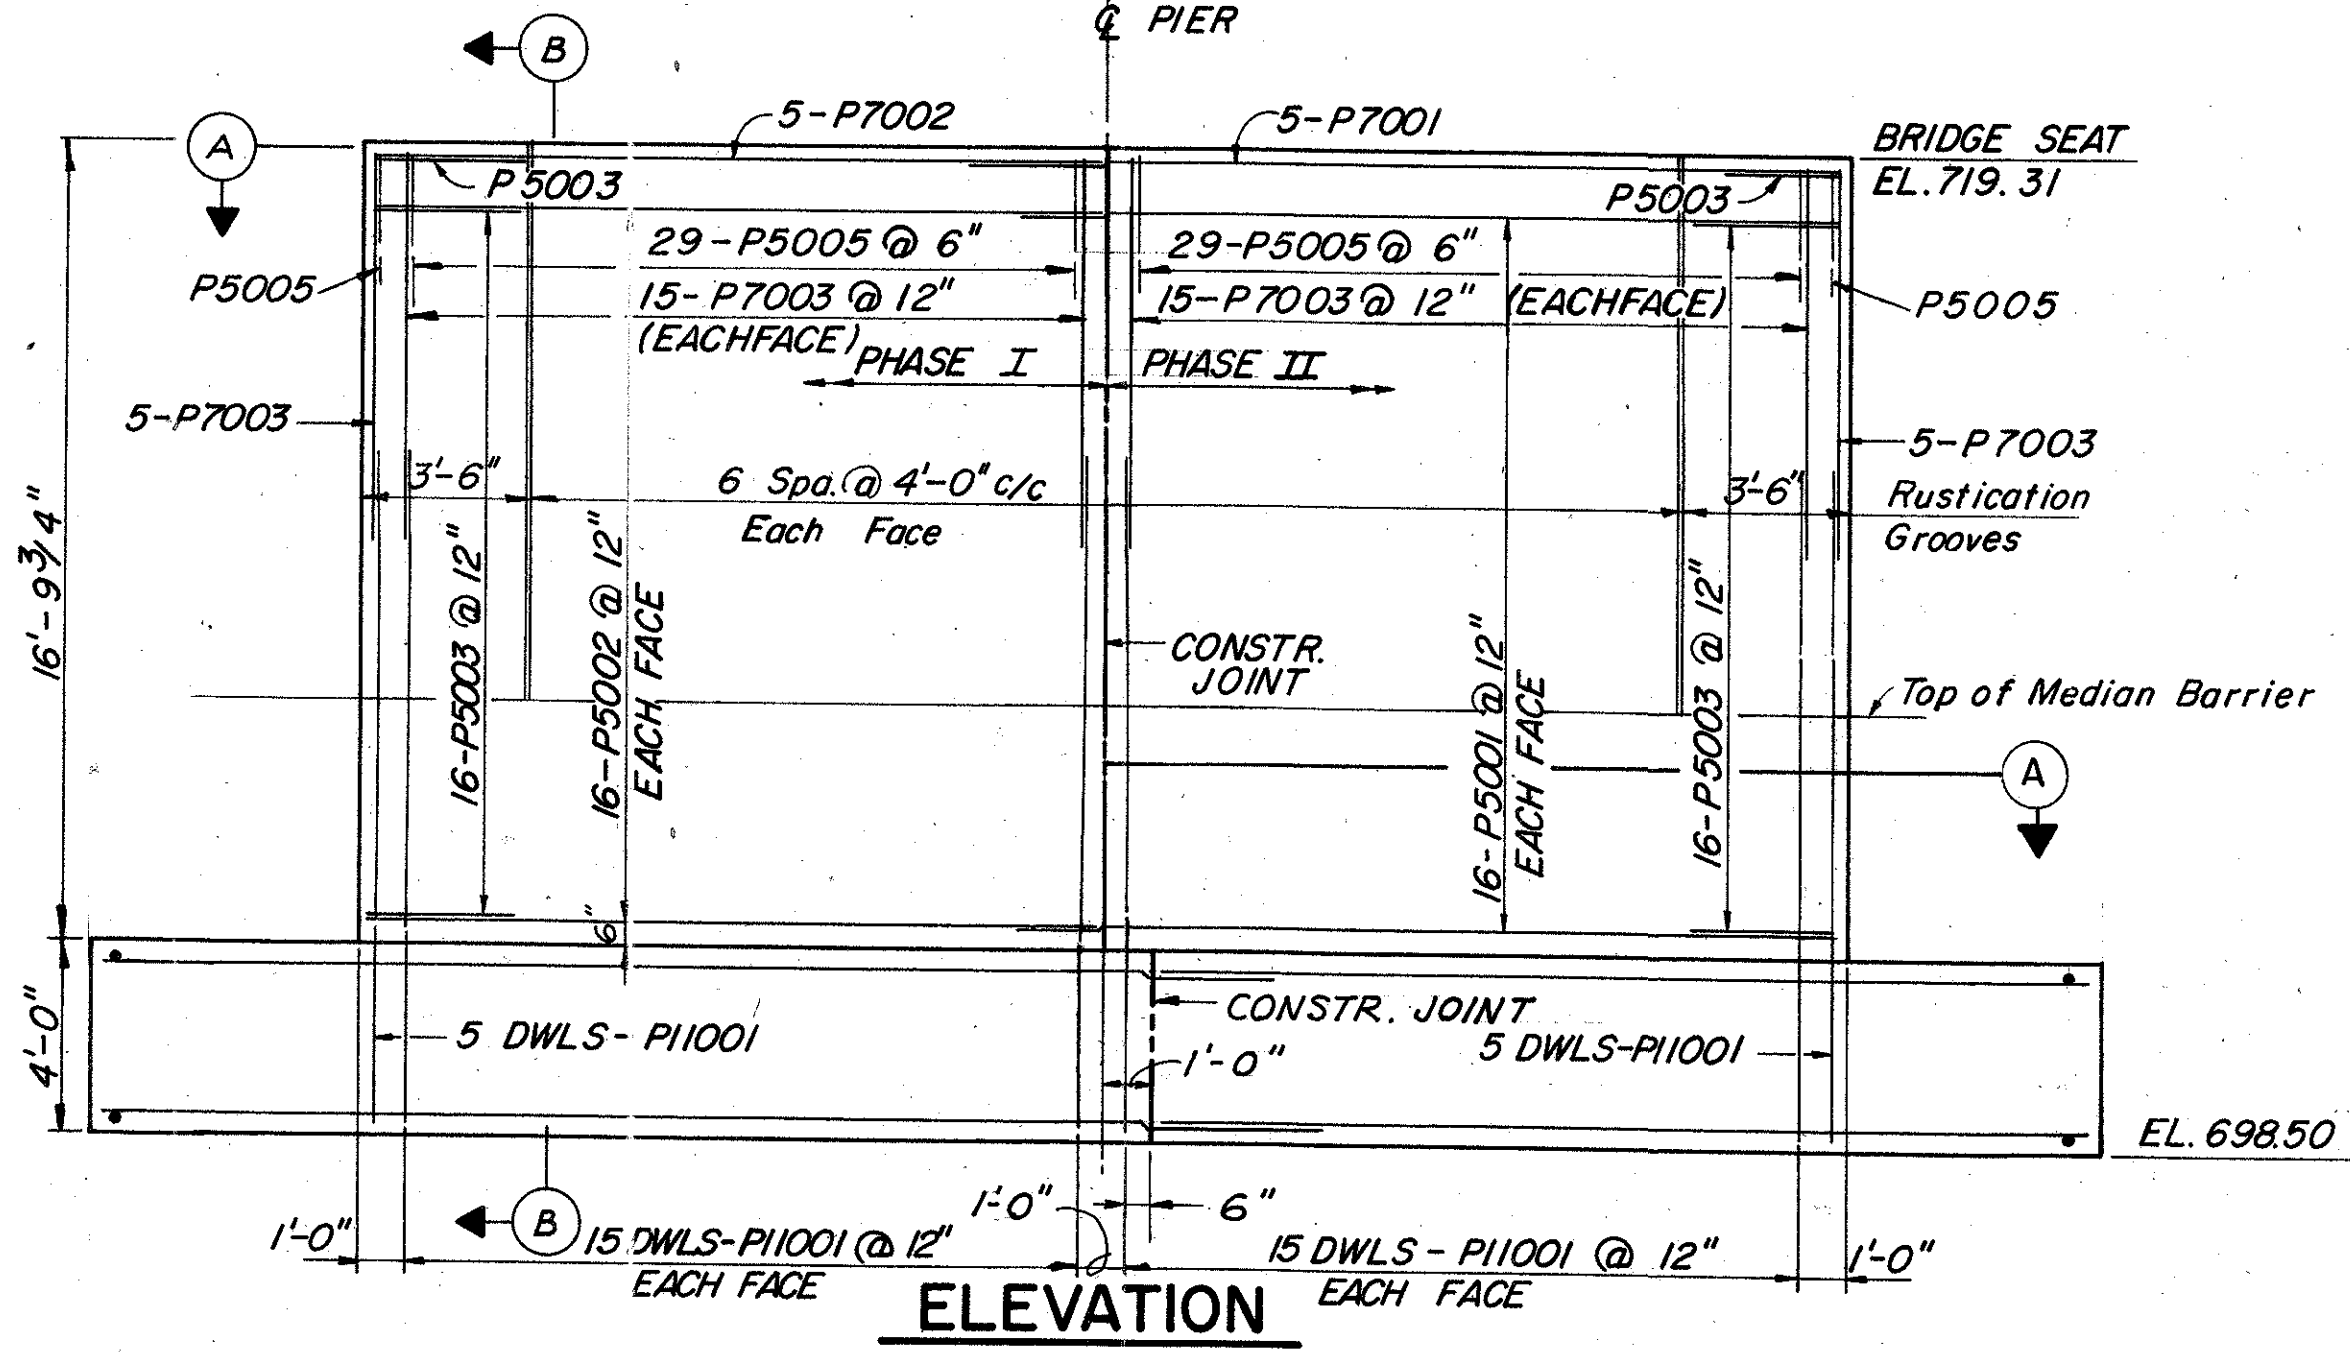 ℄ PIER
B
A
5-P7002
5-P7001
BRIDGE SEAT
EL. 719.31
P5003
P5003
29-P5005 @ 6"
29-P5005 @ 6"
P5005
15-P7003 @ 12"
(EACH FACE)
15-P7003 @ 12" (EACH FACE)
P5005
PHASE I
PHASE II
5-P7003
5-P7003
3'-6"
6 Spa. @ 4'-0" c/c
Each Face
3'-6"
Rustication
Grooves
16'-9 3/4"
16-P5003 @ 12"
16-P5002 @ 12"
EACH FACE
CONSTR.
JOINT
16-P5001 @ 12"
EACH FACE
16-P5003 @ 12"
Top of Median Barrier
A
6"
4'-0"
5 DWLS-P11001
CONSTR. JOINT
1'-0"
5 DWLS-P11001
EL. 698.50
1'-0"
B
15 DWLS-P11001 @ 12"
EACH FACE
1'-0"
6"
15 DWLS-P11001 @ 12"
EACH FACE
1'-0"
ELEVATION